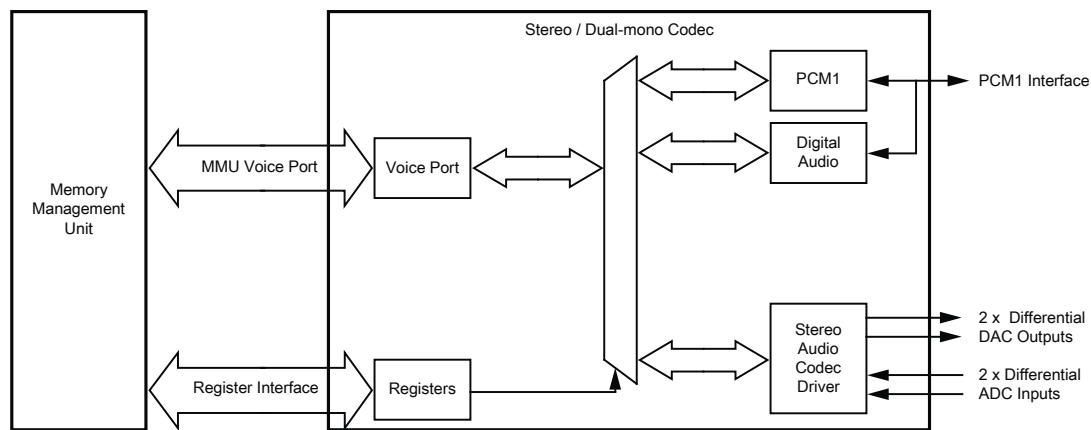 Stereo / Dual-mono Codec
PCM1
PCM1 Interface
Digital
Audio
MMU Voice Port
Voice Port
Memory
Management
Unit
2 x Differential
DAC Outputs
Stereo
Audio
Codec
Driver
2 x Differential
ADC Inputs
Register Interface
Registers